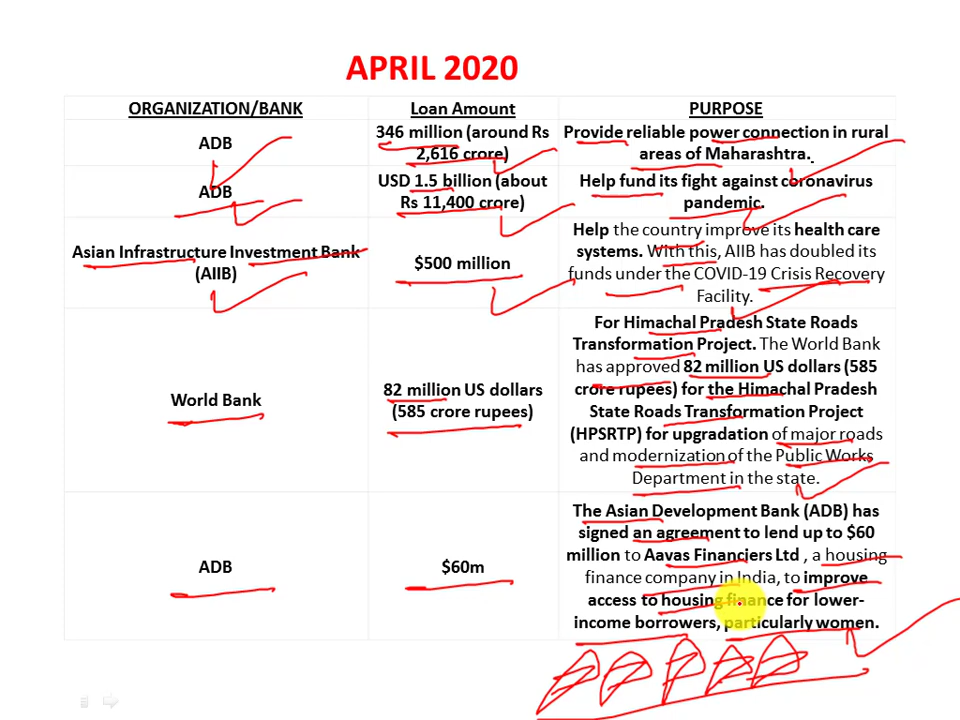 APRIL 2020
ORGANIZATION/BANK
Loan Amount
PURPOSE
ADB
346 million (around Rs
2,616 crore)
Provide reliable power connection in rural
areas of Maharashtra.
ADB
USD 1.5 billion (about
Rs 11,400 crore)
Help fund its fight against coronavirus
pandemic.
Asian Infrastructure Investment Bank
(AIIB)
$500 million
Help the country improve its health care
systems. With this, AIIB has doubled its
funds under the COVID-19 Crisis Recovery
Facility.
World Bank
82 million US dollars
(585 crore rupees)
For Himachal Pradesh State Roads
Transformation Project. The World Bank
has approved 82 million US dollars (585
crore rupees) for the Himachal Pradesh
State Roads Transformation Project
(HPSRTP) for upgradation of major roads
and modernization of the Public Works
Department in the state.
ADB
$60m
The Asian Development Bank (ADB) has
signed an agreement to lend up to $60
million to Aavas Financiers Ltd , a housing
finance company in India, to improve
access to housing finance for lower-
income borrowers, particularly women.